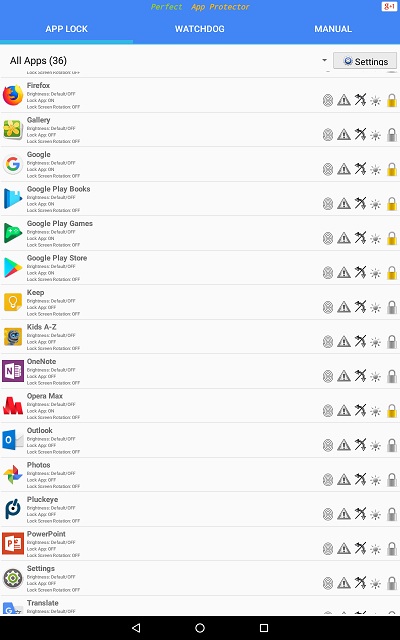 Perfect App Protector
g+1
APP LOCK WATCHDOG MANUAL
All Apps (36) Settings
Lock Screen Rotation: OFF
Firefox
Brightness: Default/OFF
Lock App: ON
Lock Screen Rotation: OFF
Gallery
Brightness: Default/OFF
Lock App: OFF
Lock Screen Rotation: OFF
Google
Brightness: Default/OFF
Lock App: ON
Lock Screen Rotation: OFF
Google Play Books
Brightness: Default/OFF
Lock App: ON
Lock Screen Rotation: OFF
Google Play Games
Brightness: Default/OFF
Lock App: ON
Lock Screen Rotation: OFF
Google Play Store
Brightness: Default/OFF
Lock App: ON
Lock Screen Rotation: OFF
Keep
Brightness: Default/OFF
Lock App: OFF
Lock Screen Rotation: OFF
Kids A-Z
Brightness: Default/OFF
Lock App: OFF
Lock Screen Rotation: OFF
OneNote
Brightness: Default/OFF
Lock App: OFF
Lock Screen Rotation: OFF
Opera Max
Brightness: Default/OFF
Lock App: ON
Lock Screen Rotation: OFF
Outlook
Brightness: Default/OFF
Lock App: OFF
Lock Screen Rotation: OFF
Photos
Brightness: Default/OFF
Lock App: OFF
Lock Screen Rotation: OFF
Pluckeye
Brightness: Default/OFF
Lock App: OFF
Lock Screen Rotation: OFF
PowerPoint
Brightness: Default/OFF
Lock App: OFF
Lock Screen Rotation: OFF
Settings
Brightness: Default/OFF
Lock App: OFF
Lock Screen Rotation: OFF
Translate
Brightness: Default/OFF